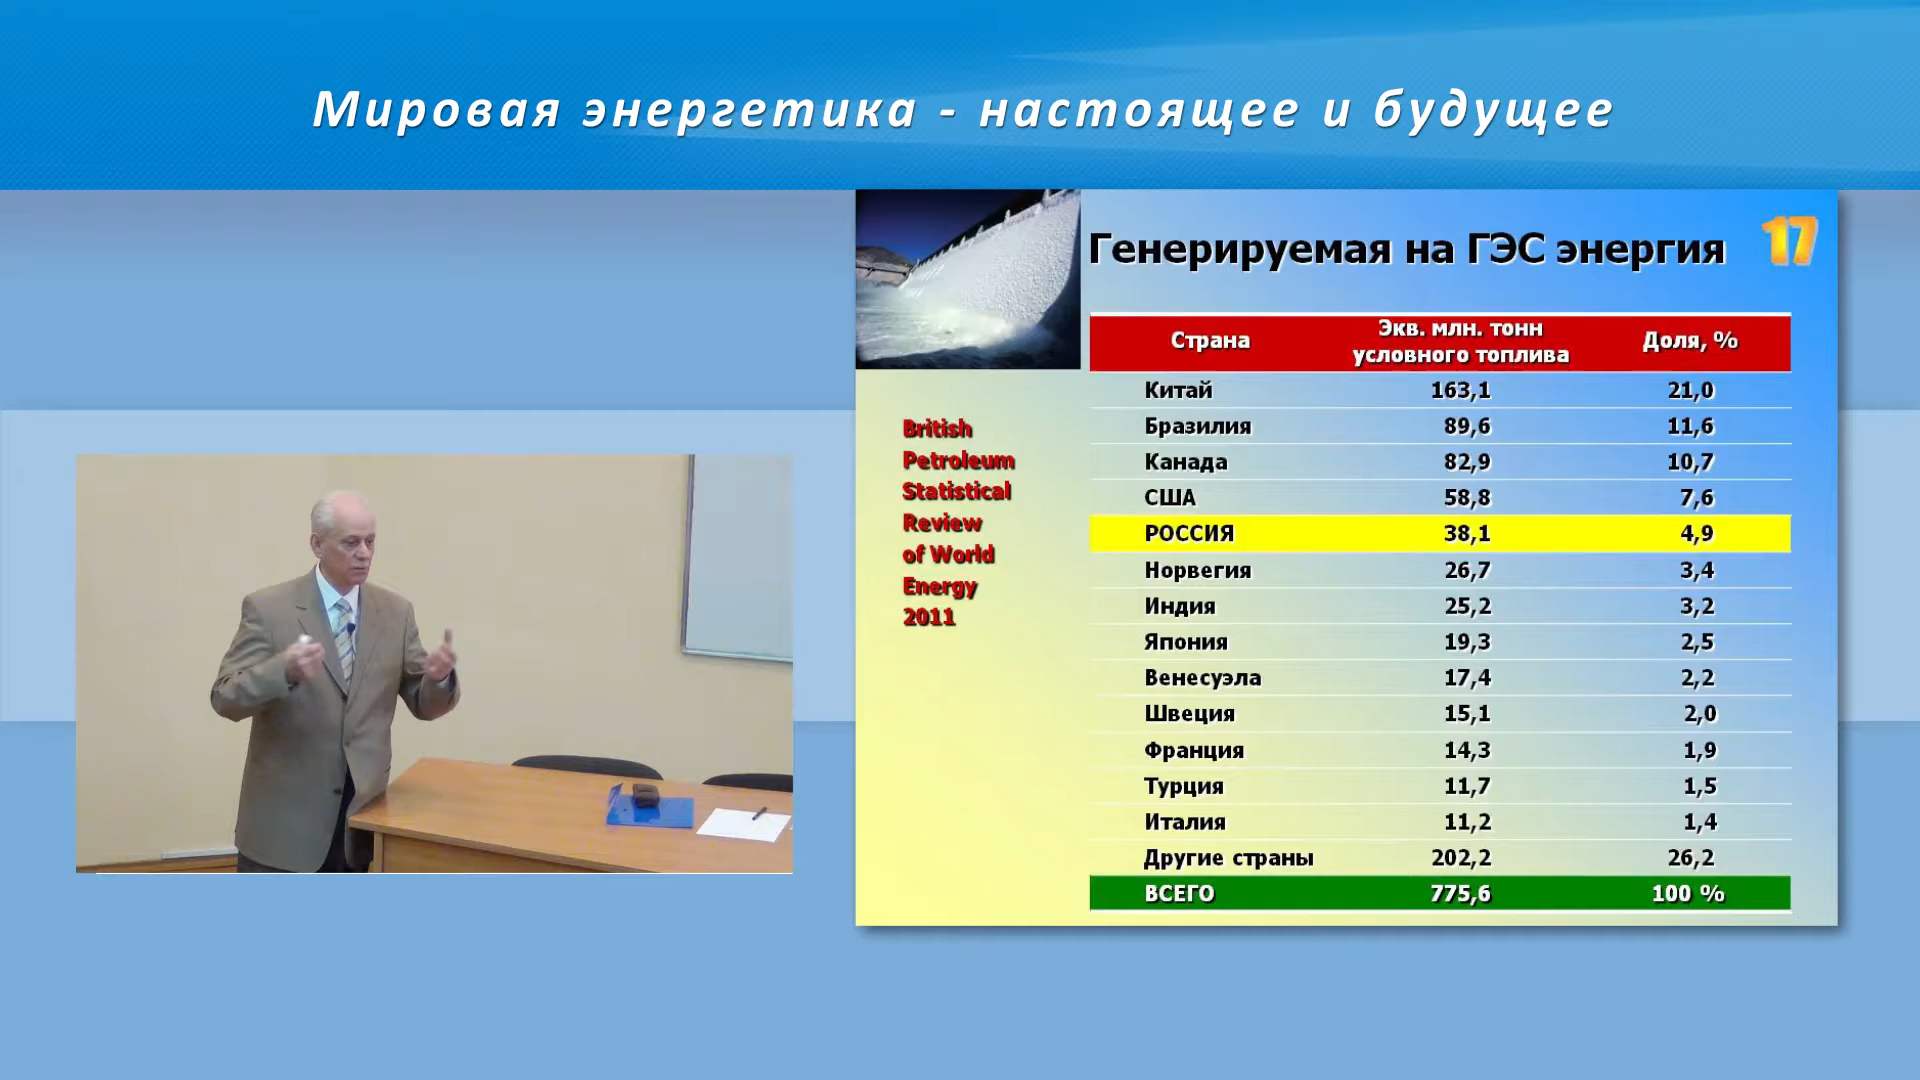 Мировая энергетика - настоящее и будущее
Генерируемая на ГЭС энергия
17
British
Petroleum
Statistical
Review
of World
Energy
2011
Страна Экв. млн. тонн условного топлива Доля, %
Китай 163,1 21,0
Бразилия 89,6 11,6
Канада 82,9 10,7
США 58,8 7,6
РОССИЯ 38,1 4,9
Норвегия 26,7 3,4
Индия 25,2 3,2
Япония 19,3 2,5
Венесуэла 17,4 2,2
Швеция 15,1 2,0
Франция 14,3 1,9
Турция 11,7 1,5
Италия 11,2 1,4
Другие страны 202,2 26,2
ВСЕГО 775,6 100 %